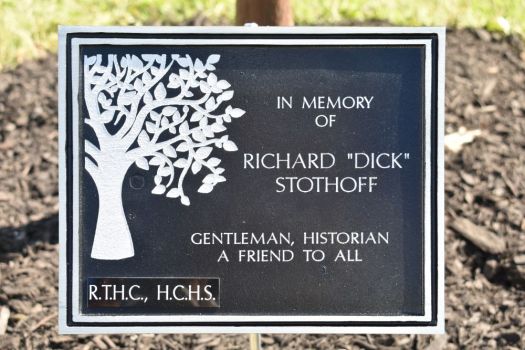 IN MEMORY
OF
RICHARD "DICK"
STOTHOFF
GENTLEMAN, HISTORIAN
A FRIEND TO ALL
R.T.H.C., H.C.H.S.